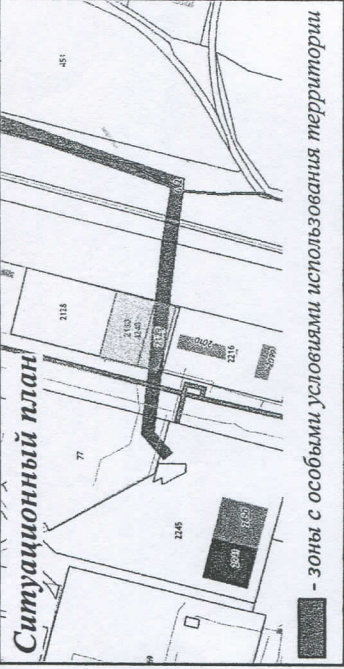 Ситуационный план
451
2128
77
2216
2245
- зоны с особыми условиями использования территории